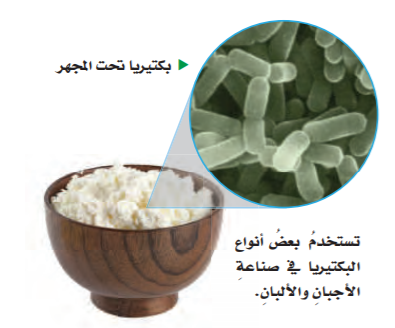 ◀ بكتيريا تحت المجهر
تستخدمُ بعضُ أنواع
البكتيريا في صناعةِ
الأجبانِ والألبانِ.